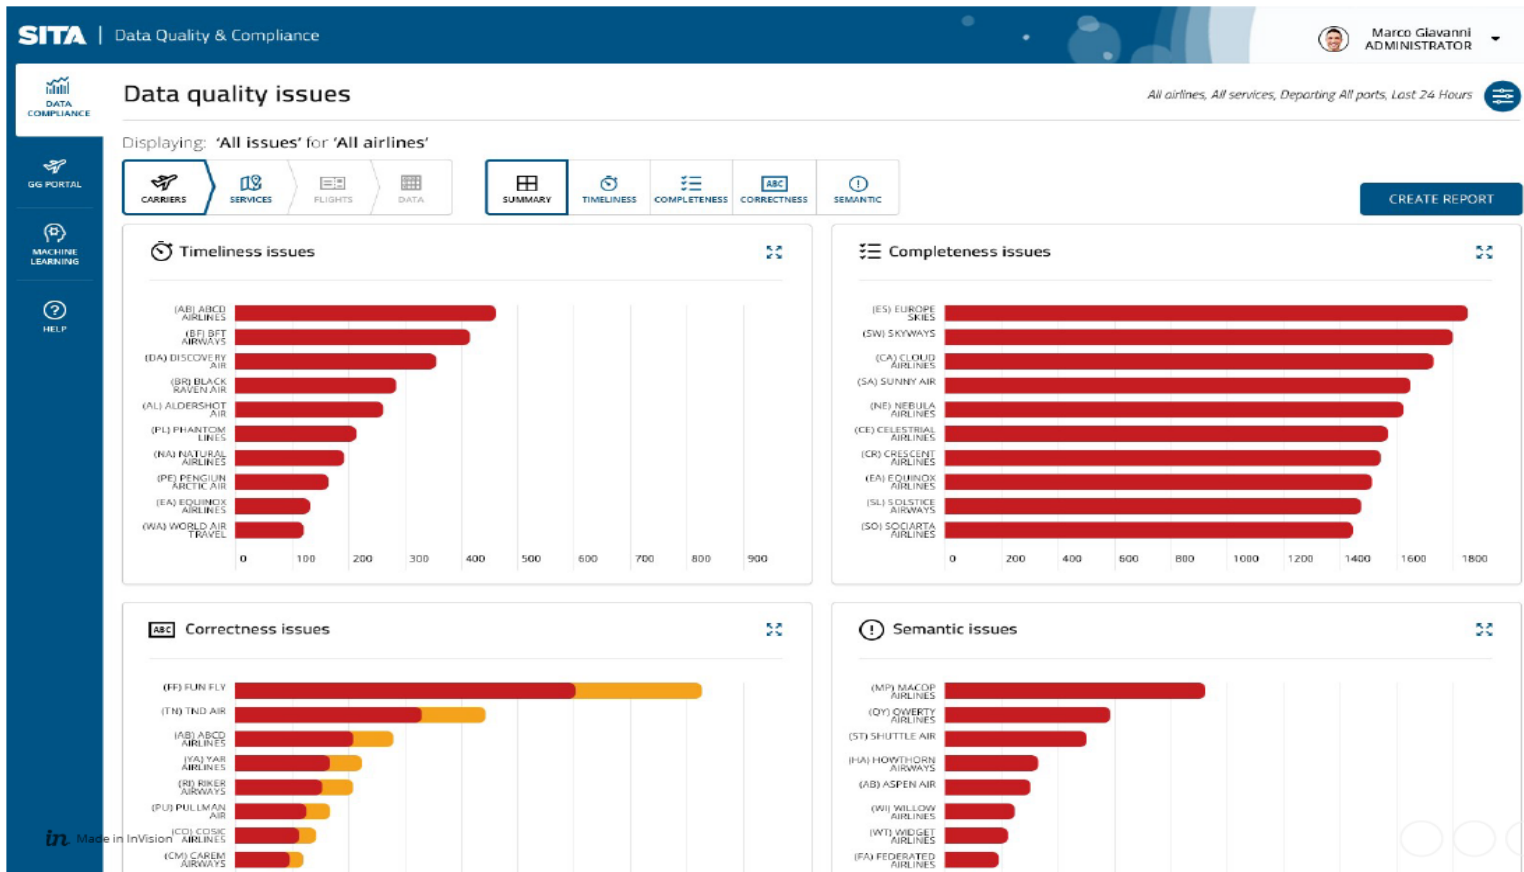 SITA | Data Quality & Compliance
Marco Giavanni
ADMINISTRATOR
DATA
COMPLIANCE
GG PORTAL
MACHINE
LEARNING
HELP
Data quality issues
All airlines, All services, Departing All ports, Last 24 Hours
Displaying: 'All issues' for 'All airlines'
CARRIERS
SERVICES
FLIGHTS
DATA
SUMMARY
TIMELINESS
COMPLETENESS
ABC
CORRECTNESS
SEMANTIC
CREATE REPORT
Timeliness issues
(AB) ABCD
AIRLINES
(BF) BFT
AIRWAYS
(DA) DISCOVERY
AIR
(BR) BLACK
RAVEN AIR
(AL) ALDERSHOT
AIR
(PL) PHANTOM
LINES
(NA) NATURAL
AIRLINES
(PE) PENGIUN
ARCTIC AIR
(EA) EQUINOX
AIRLINES
(WA) WORLD AIR
TRAVEL
0 100 200 300 400 500 600 700 800 900
Completeness issues
(ES) EUROPE
SKIES
(SW) SKYWAYS
(CA) CLOUD
AIRLINES
(SA) SUNNY AIR
(NE) NEBULA
AIRLINES
(CE) CELESTRIAL
AIRLINES
(CR) CRESCENT
AIRLINES
(EA) EQUINOX
AIRLINES
(SL) SOLSTICE
AIRWAYS
(SO) SOCIARTA
AIRLINES
0 200 400 600 800 1000 1200 1400 1600 1800
ABC Correctness issues
(FF) FUN FLY
(TN) TND AIR
(AB) ABCD
AIRLINES
(YA) YAR
AIRLINES
(RI) RIKER
AIRWAYS
(PU) PULLMAN
AIR
(CO) COSIC
AIRLINES
(CM) CAREM
AIRWAYS
Semantic issues
(MP) MACOP
AIRLINES
(QY) QWERTY
AIRLINES
(ST) SHUTTLE AIR
(HA) HOWTHORN
AIRWAYS
(AB) ASPEN AIR
(WI) WILLOW
AIRLINES
(WT) WIDGET
AIRLINES
(FA) FEDERATED
AIRLINES
in Made in InVision